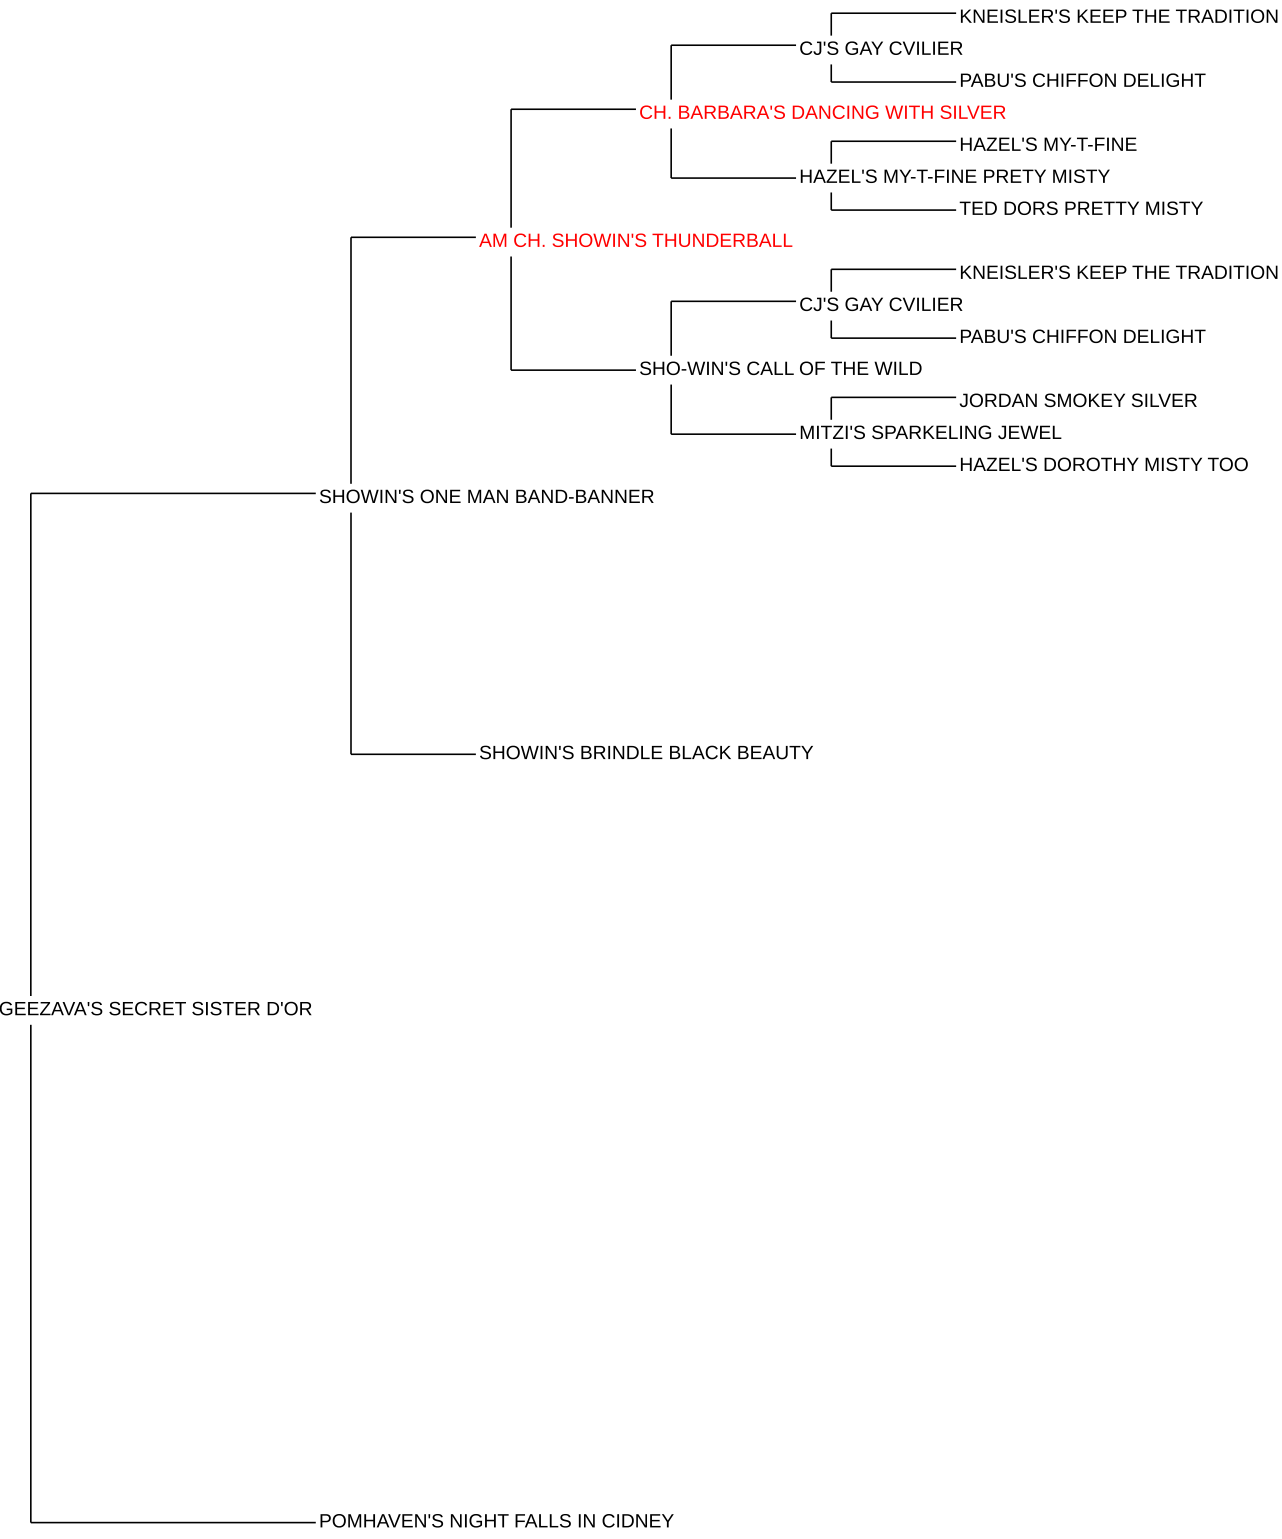 KNEISLER'S KEEP THE TRADITION
CJ'S GAY CVILIER
PABU'S CHIFFON DELIGHT
CH. BARBARA'S DANCING WITH SILVER
HAZEL'S MY-T-FINE
HAZEL'S MY-T-FINE PRETY MISTY
TED DORS PRETTY MISTY
AM CH. SHOWIN'S THUNDERBALL
KNEISLER'S KEEP THE TRADITION
CJ'S GAY CVILIER
PABU'S CHIFFON DELIGHT
SHO-WIN'S CALL OF THE WILD
JORDAN SMOKEY SILVER
MITZI'S SPARKELING JEWEL
HAZEL'S DOROTHY MISTY TOO
SHOWIN'S ONE MAN BAND-BANNER
SHOWIN'S BRINDLE BLACK BEAUTY
GEEZAVA'S SECRET SISTER D'OR
POMHAVEN'S NIGHT FALLS IN CIDNEY